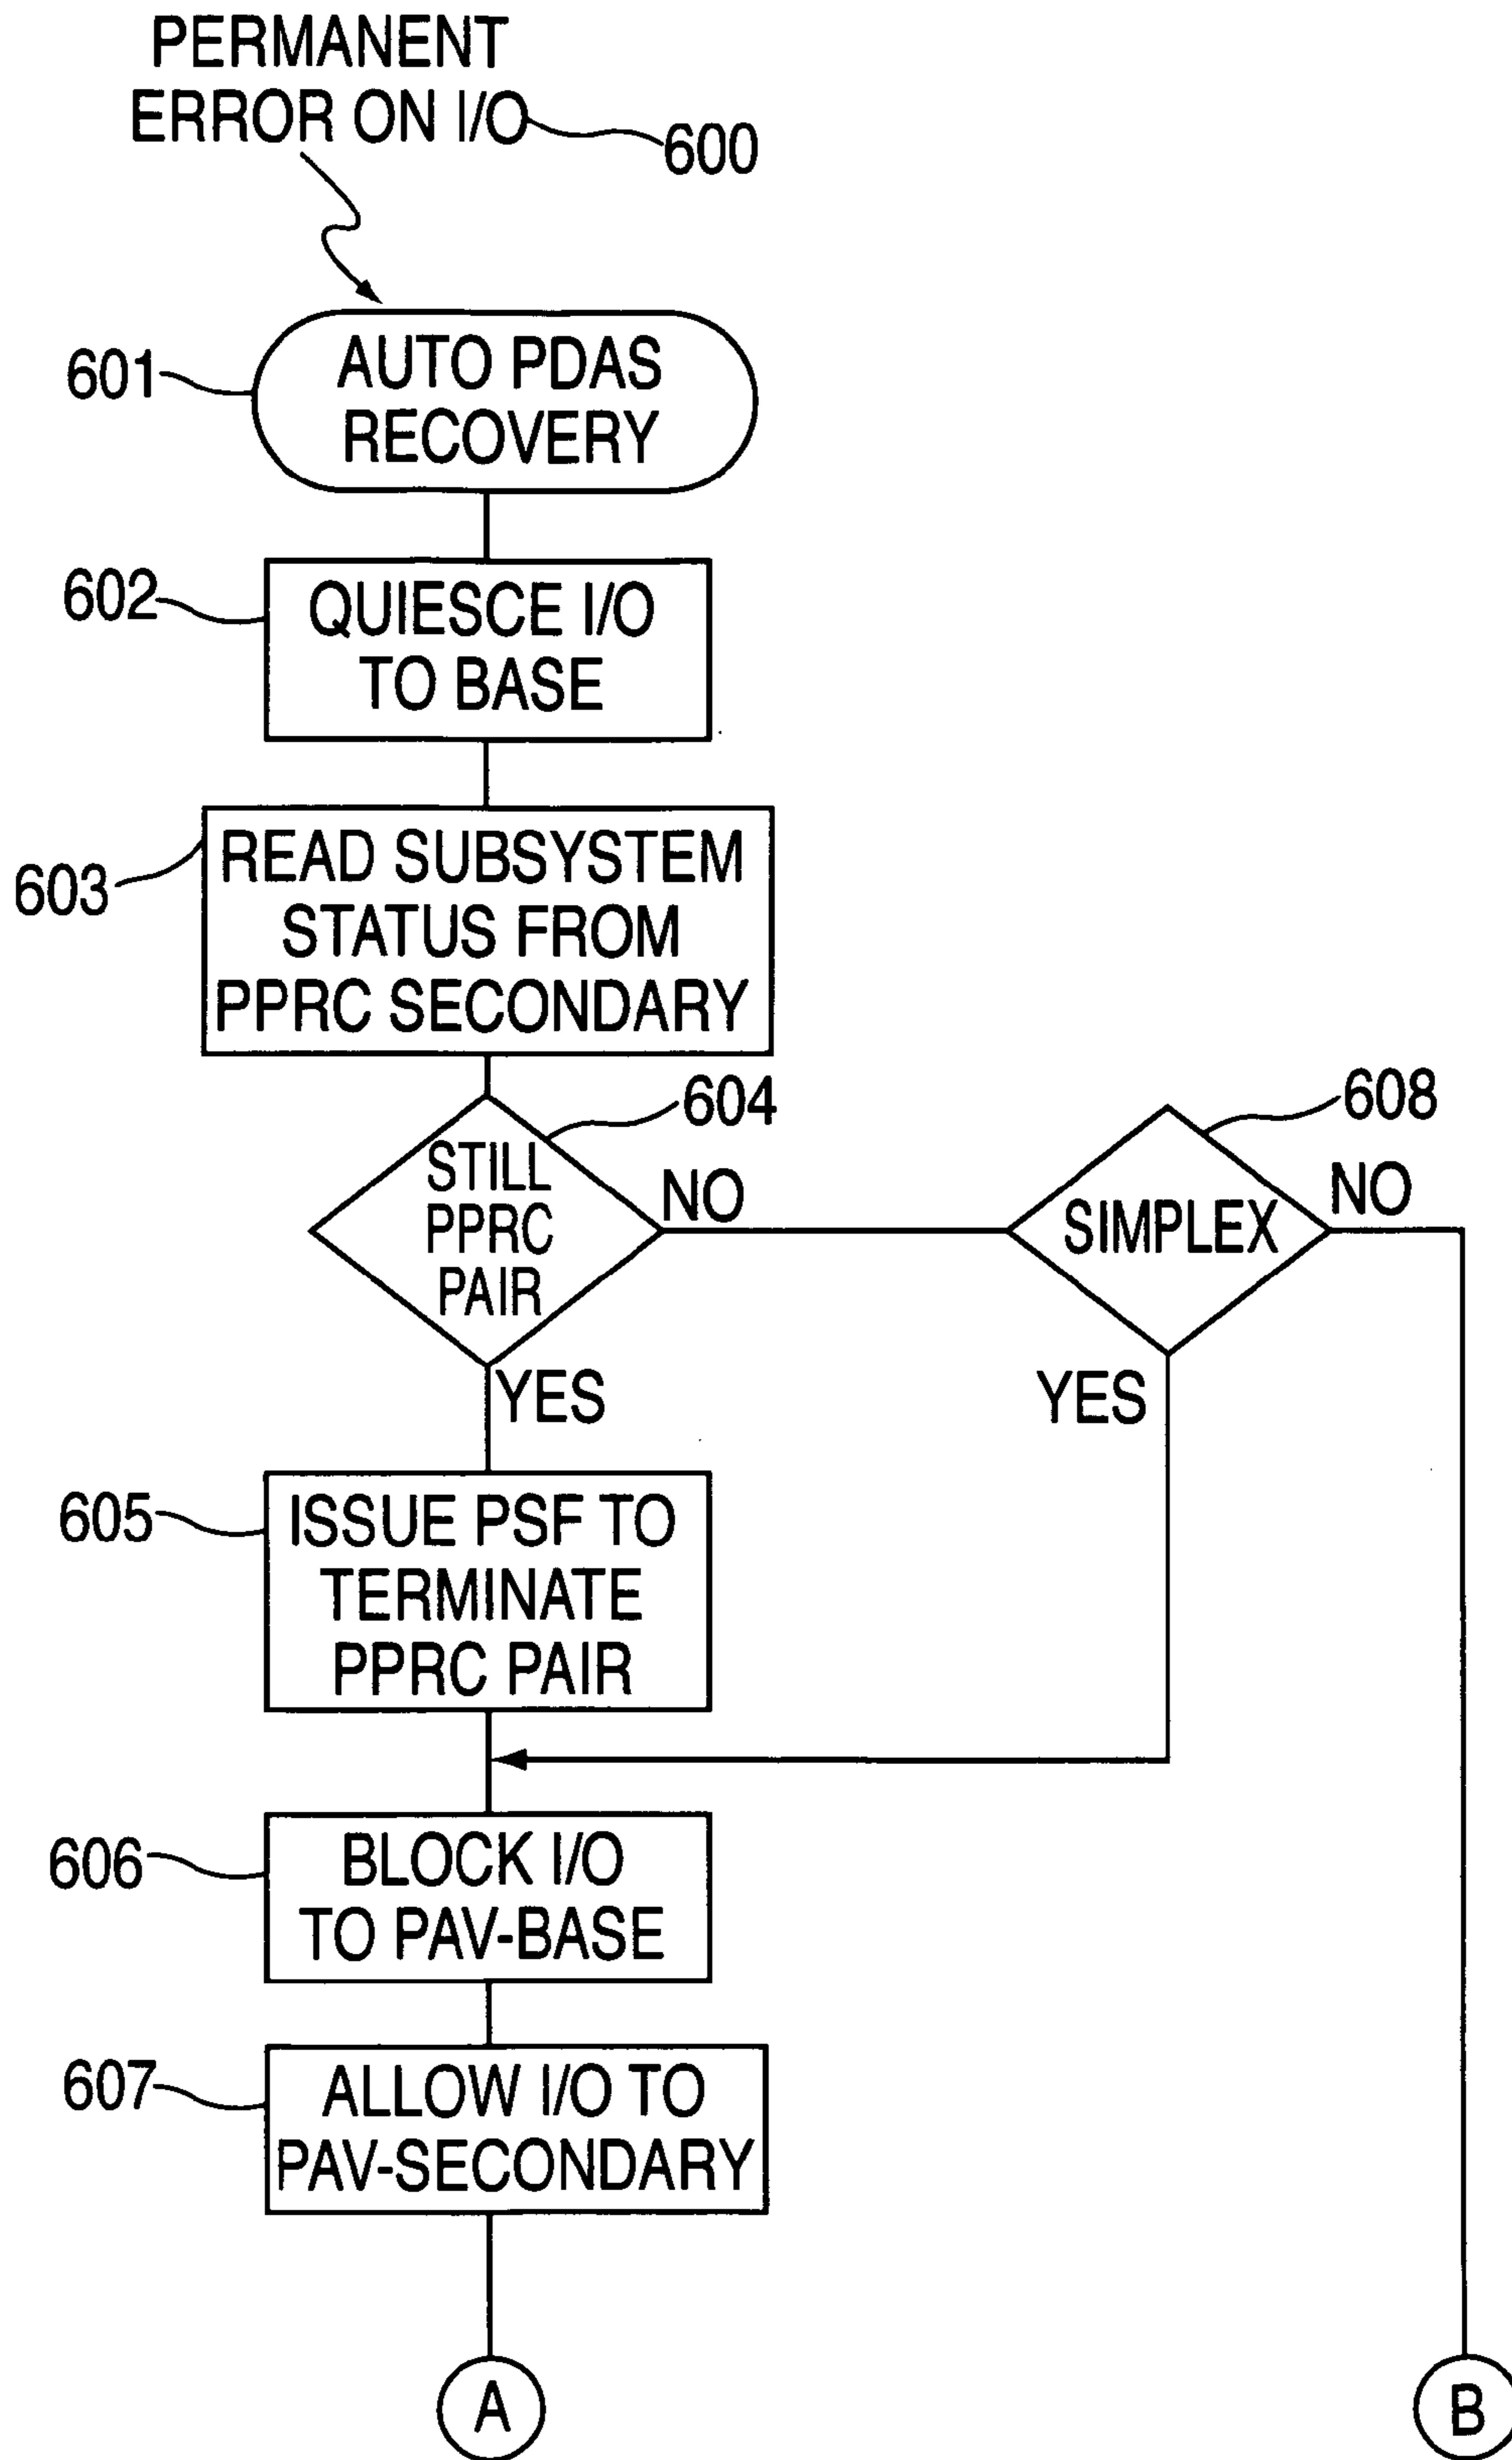 PERMANENT
ERROR ON I/O
600
601
AUTO PDAS
RECOVERY
602
QUIESCE I/O
TO BASE
603
READ SUBSYSTEM
STATUS FROM
PPRC SECONDARY
604
STILL
PPRC
PAIR
NO
YES
608
SIMPLEX
NO
YES
605
ISSUE PSF TO
TERMINATE
PPRC PAIR
606
BLOCK I/O
TO PAV-BASE
607
ALLOW I/O TO
PAV-SECONDARY
A
B